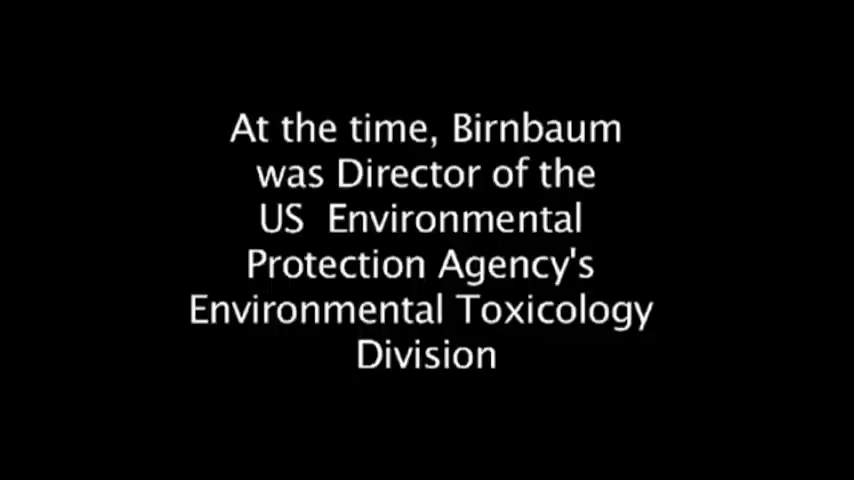 At the time, Birnbaum
was Director of the
US  Environmental
Protection Agency's
Environmental Toxicology
Division